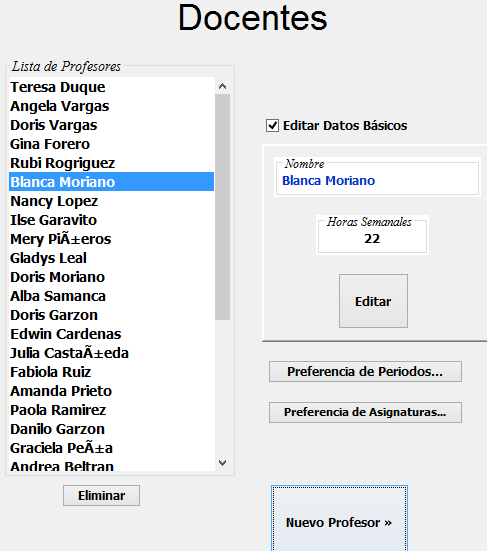 Docentes
Lista de Profesores
Teresa Duque
Angela Vargas
Doris Vargas
Gina Forero
Rubi Rogriguez
Blanca Moriano
Nancy Lopez
Ilse Garavito
Mery PiÃ±eros
Gladys Leal
Doris Moriano
Alba Samanca
Doris Garzon
Edwin Cardenas
Julia CastaÃ±eda
Fabiola Ruiz
Amanda Prieto
Paola Ramirez
Danilo Garzon
Graciela PeÃ±a
Andrea Beltran
Eliminar
Editar Datos Básicos
Nombre
Blanca Moriano
Horas Semanales
22
Editar
Preferencia de Periodos...
Preferencia de Asignaturas...
Nuevo Profesor »